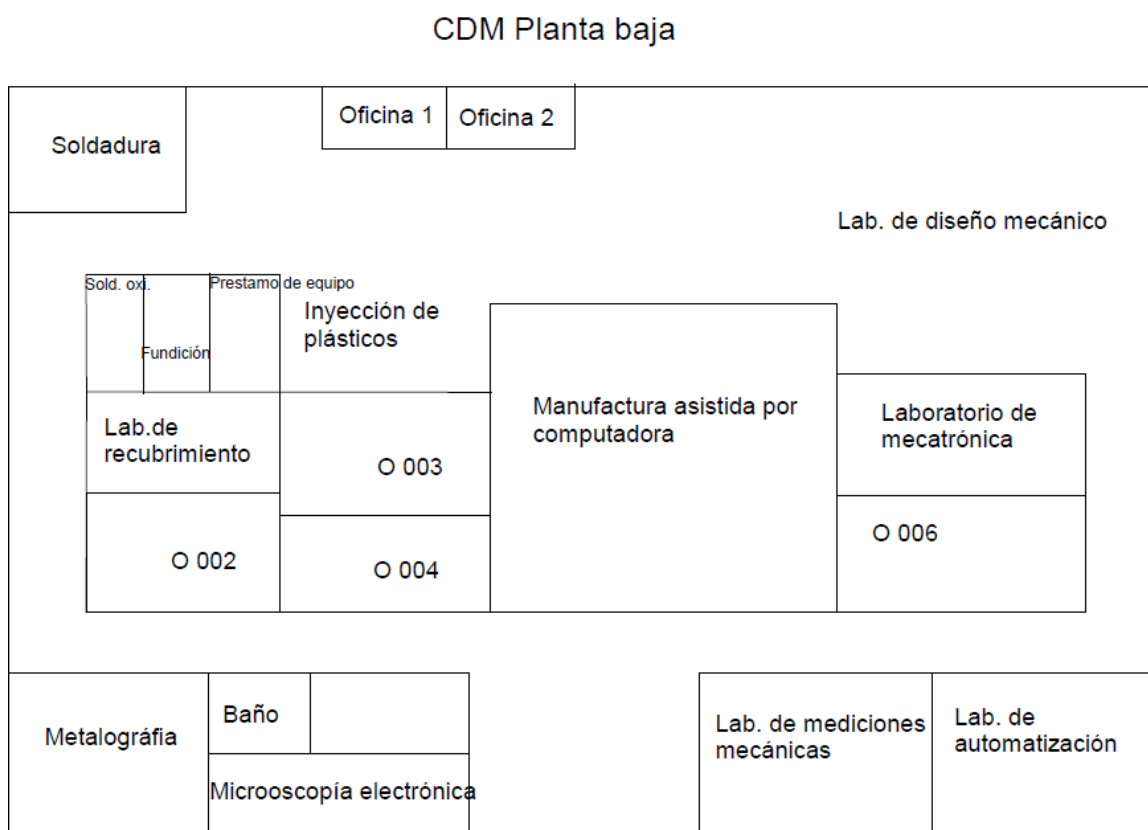 CDM Planta baja
Soldadura
Oficina 1
Oficina 2
Lab. de diseño mecánico
Sold. oxi.
Fundición
Prestamo de equipo
Inyección de
plásticos
Manufactura asistida por
computadora
Laboratorio de
mecatrónica
Lab.de
recubrimiento
O 003
O 002
O 004
O 006
Metalográfia
Baño
Microoscopía electrónica
Lab. de mediciones
mecánicas
Lab. de
automatización